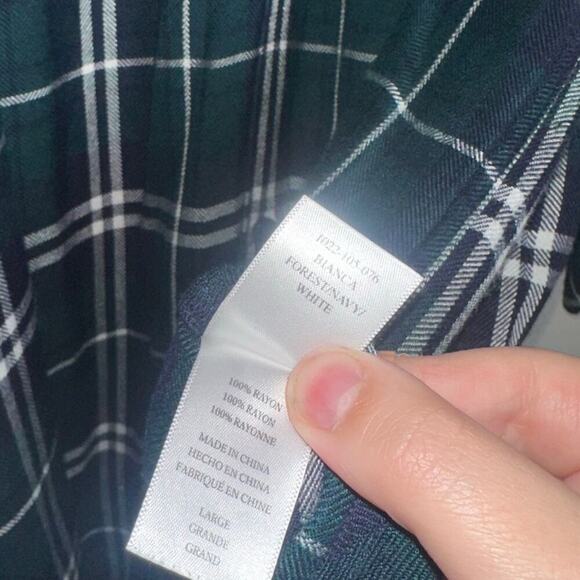 1022-105-076
BIANCA
FOREST/NAVY/
WHITE
100% RAYON
100% RAYON
100% RAYONNE
MADE IN CHINA
HECHO EN CHINA
FABRIQUÉ EN CHINE
LARGE
GRANDE
GRAND